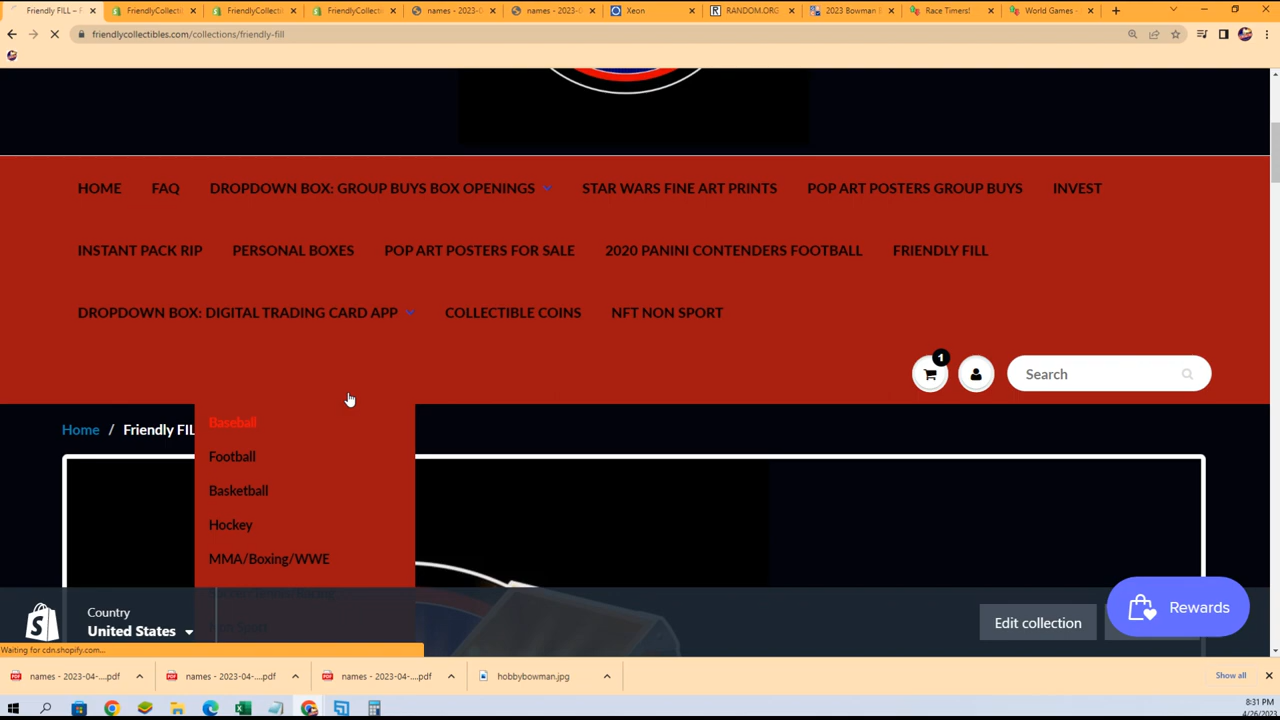 Friendly FILL – F
FriendlyCollecti
FriendlyCollecti
FriendlyCollecti
names - 2023-0
names - 2023-0
Xeon
RANDOM.ORG
2023 Bowman
Race Timers!
World Games -
friendlycollectibles.com/collections/friendly-fill
HOME FAQ DROPDOWN BOX: GROUP BUYS BOX OPENINGS STAR WARS FINE ART PRINTS POP ART POSTERS GROUP BUYS INVEST
INSTANT PACK RIP PERSONAL BOXES POP ART POSTERS FOR SALE 2020 PANINI CONTENDERS FOOTBALL FRIENDLY FILL
DROPDOWN BOX: DIGITAL TRADING CARD APP COLLECTIBLE COINS NFT NON SPORT
1
Search
Home / Friendly FIL
Baseball
Football
Basketball
Hockey
MMA/Boxing/WWE
Country
United States
Edit collection
Rewards
Waiting for cdn.shopify.com...
names - 2023-04-....pdf
names - 2023-04-....pdf
names - 2023-04-....pdf
hobbybowman.jpg
Show all
8:31 PM
4/26/2023